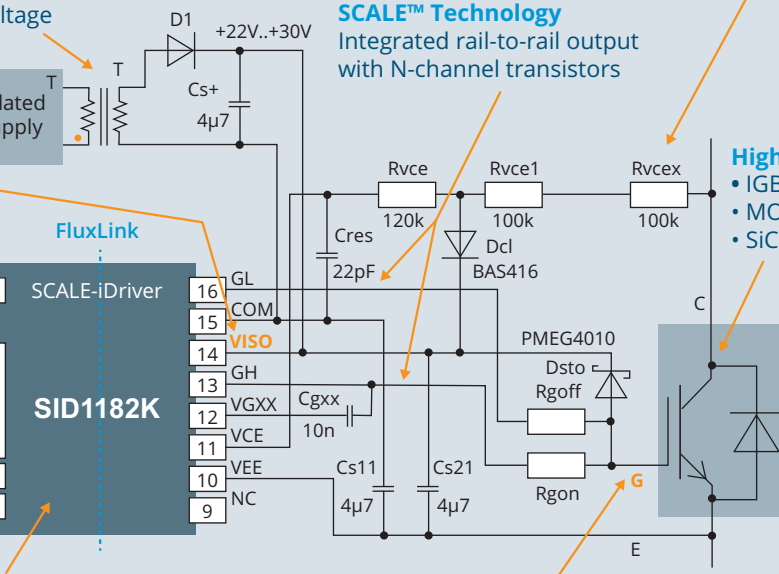 ltage
D1
+22V..+30V
SCALE™ Technology
Integrated rail-to-rail output
with N-channel transistors
T
T
lated
pply
Cs+
4µ7
Rvce
Rvce1
Rvcex
120k
100k
100k
High
• IGB
• MO
• SiC
FluxLink
Cres
22pF
Dcl
BAS416
SCALE-iDriver
SID1182K
16 GL
15 COM
14 VISO
13 GH
12 VGXX
11 VCE
10 VEE
9 NC
Cgxx
10n
PMEG4010
Dsto
Rgoff
Rgon
G
C
E
Cs11
4µ7
Cs21
4µ7